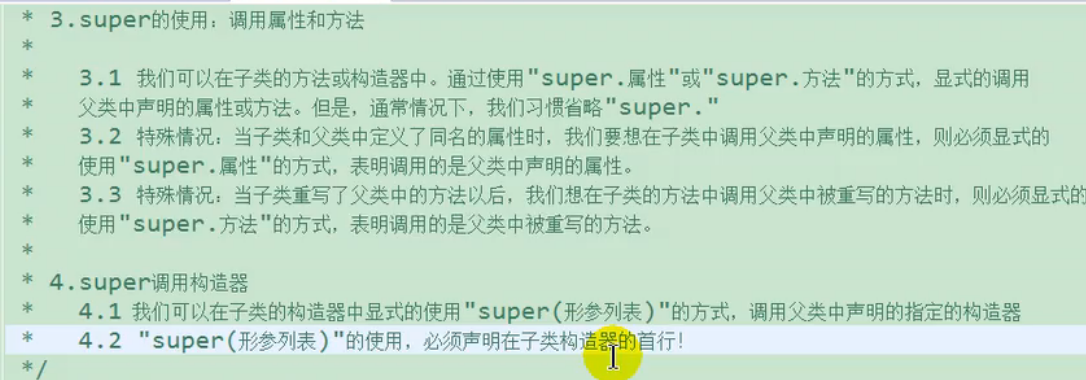 * 3.super的使用：调用属性和方法
*
*   3.1 我们可以在子类的方法或构造器中。通过使用"super.属性"或"super.方法"的方式，显式的调用
*   父类中声明的属性或方法。但是，通常情况下，我们习惯省略"super."
*   3.2 特殊情况：当子类和父类中定义了同名的属性时，我们要想在子类中调用父类中声明的属性，则必须显式的
*   使用"super.属性"的方式，表明调用的是父类中声明的属性。
*   3.3 特殊情况：当子类重写了父类中的方法以后，我们想在子类的方法中调用父类中被重写的方法时，则必须显式的
*   使用"super.方法"的方式，表明调用的是父类中被重写的方法。
*
* 4.super调用构造器
*   4.1 我们可以在子类的构造器中显式的使用"super(形参列表)"的方式，调用父类中声明的指定的构造器
*   4.2 "super(形参列表)"的使用，必须声明在子类构造器的首行！
*/